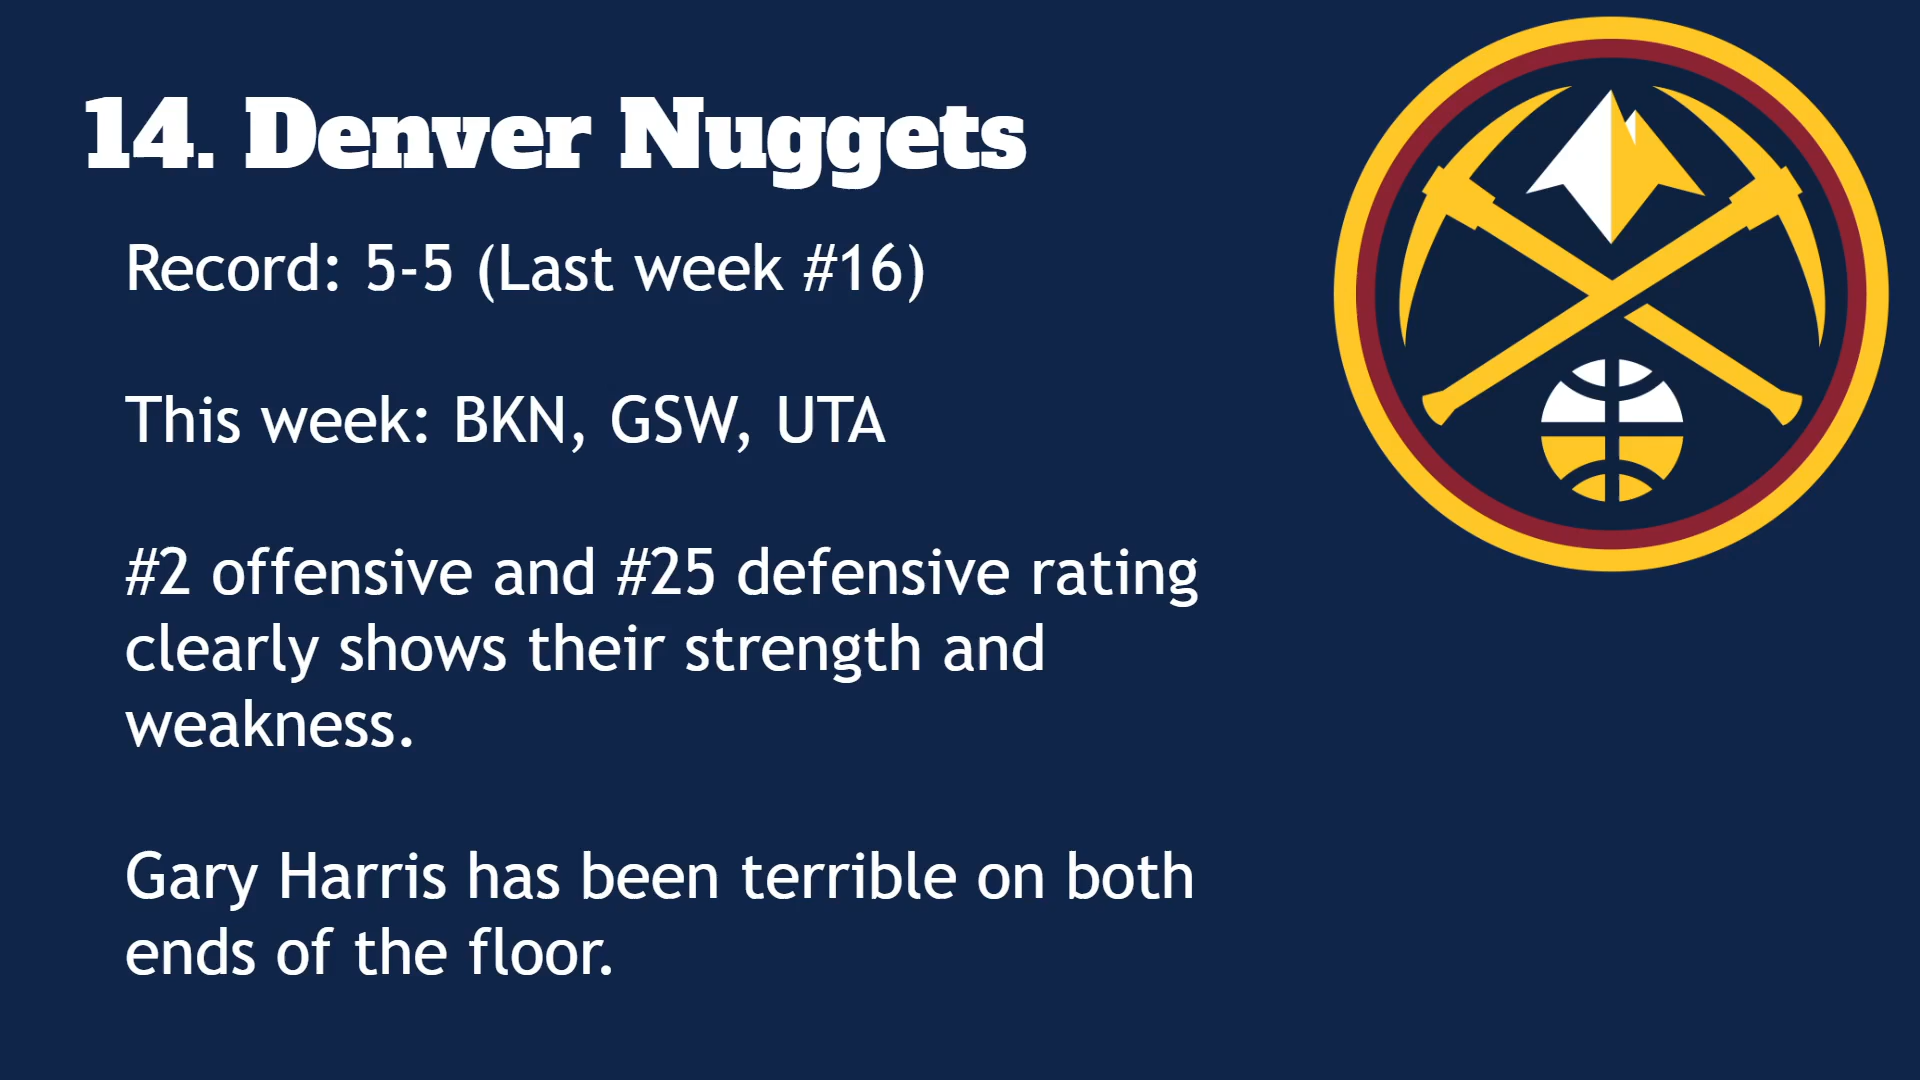 14. Denver Nuggets
Record: 5-5 (Last week #16)
This week: BKN, GSW, UTA
#2 offensive and #25 defensive rating
clearly shows their strength and
weakness.
Gary Harris has been terrible on both
ends of the floor.